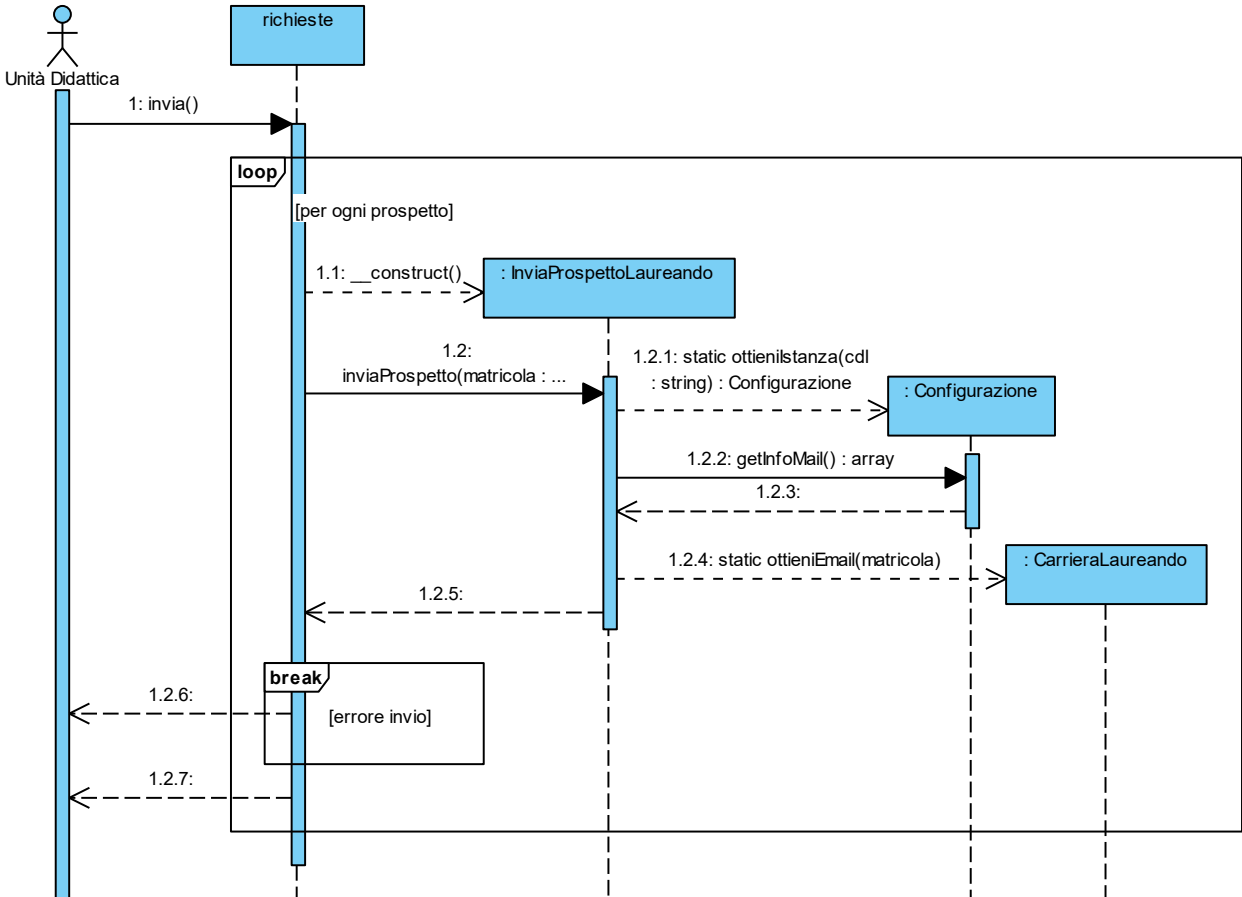 richieste
Unità Didattica
1: invia()
loop
[per ogni prospetto]
1.1: __construct()
: InviaProspettoLaureando
1.2:
inviaProspetto(matricola : ...
1.2.1: static ottieniIstanza(cdl
: string) : Configurazione
: Configurazione
1.2.2: getInfoMail() : array
1.2.3:
1.2.4: static ottieniEmail(matricola)
: CarrieraLaureando
1.2.5:
break
1.2.6:
[errore invio]
1.2.7: